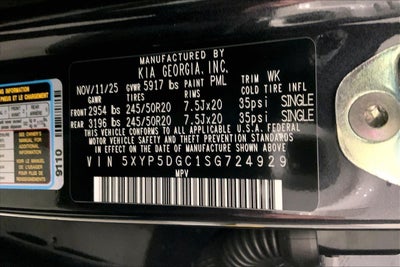 MANUFACTURED BY
KIA GEORGIA, INC.
NOV/11/25 GVWR 5917 lbs PAINT PML TRIM WK
GAWR TIRES RIMS COLD TIRE INF.
FRONT 2954 lbs 245/50R20 7.5Jx20 35psi SINGLE
REAR 3196 lbs 245/50R20 7.5Jx20 35psi SINGLE
THIS VEHICLE CONFORMS TO ALL APPLICABLE FEDERAL
MOTOR VEHICLE SAFETY AND THEFT PREVENTION STANDARDS
IN EFFECT ON THE DATE OF MANUFACTURE SHOWN ABOVE.
VIN 5XYP5DGC1SG724929
MPV
9110